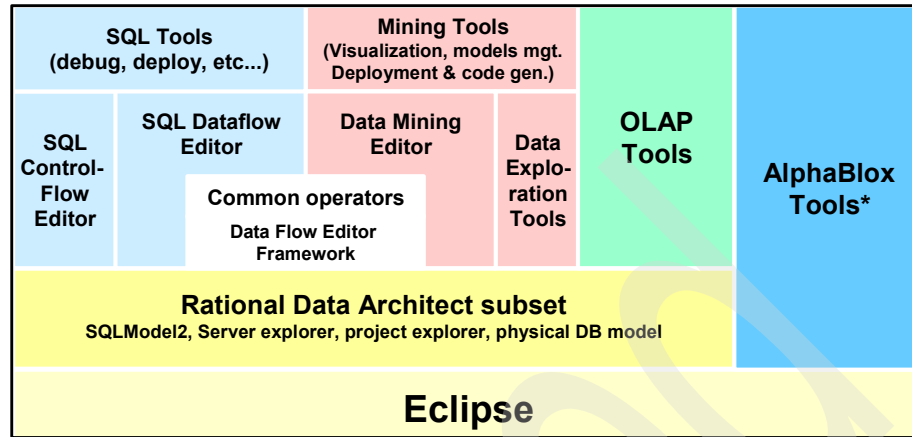 SQL Tools
(debug, deploy, etc...)
Mining Tools
(Visualization, models mgt.
Deployment & code gen.)
SQL
Control-
Flow
Editor
SQL Dataflow
Editor
Data Mining
Editor
Data
Explo-
ration
Tools
Common operators
Data Flow Editor
Framework
OLAP
Tools
AlphaBlox
Tools*
Rational Data Architect subset
SQLModel2, Server explorer, project explorer, physical DB model
Eclipse